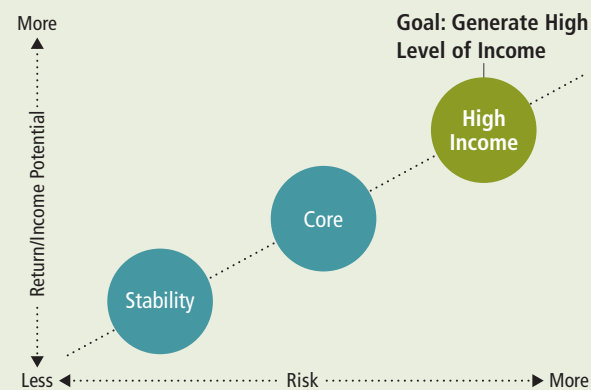 Goal: Generate High
Level of Income
More
High
Income
Return/Income Potential
Core
Stability
Less
Risk
More